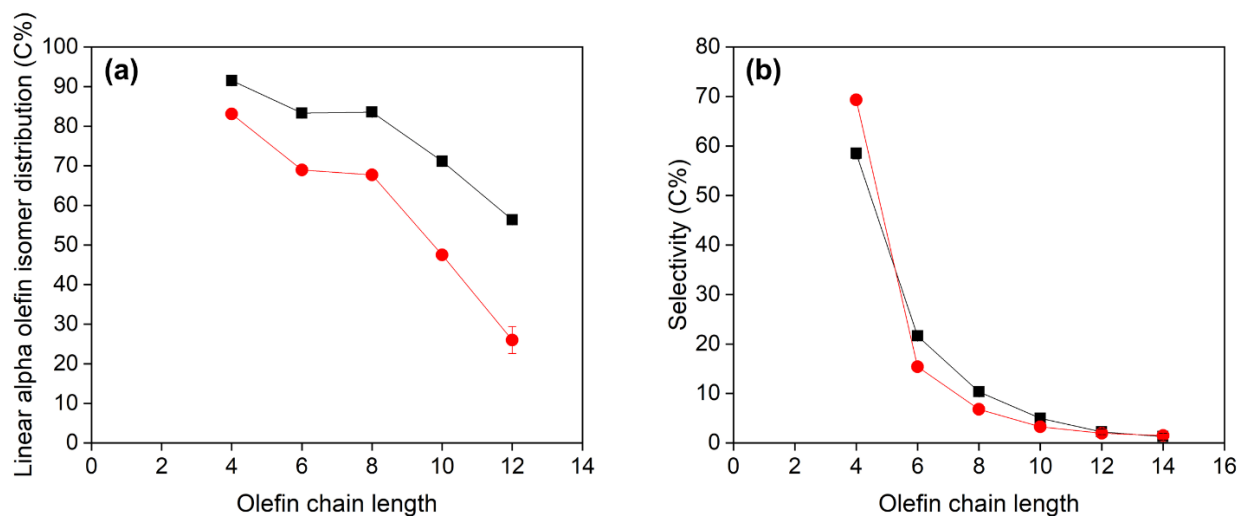 (a)
Linear alpha olefin isomer distribution (C%)
100
90
80
70
60
50
40
30
20
10
0
0 2 4 6 8 10 12 14
Olefin chain length
(b)
Selectivity (C%)
80
70
60
50
40
30
20
10
0
0 2 4 6 8 10 12 14 16
Olefin chain length